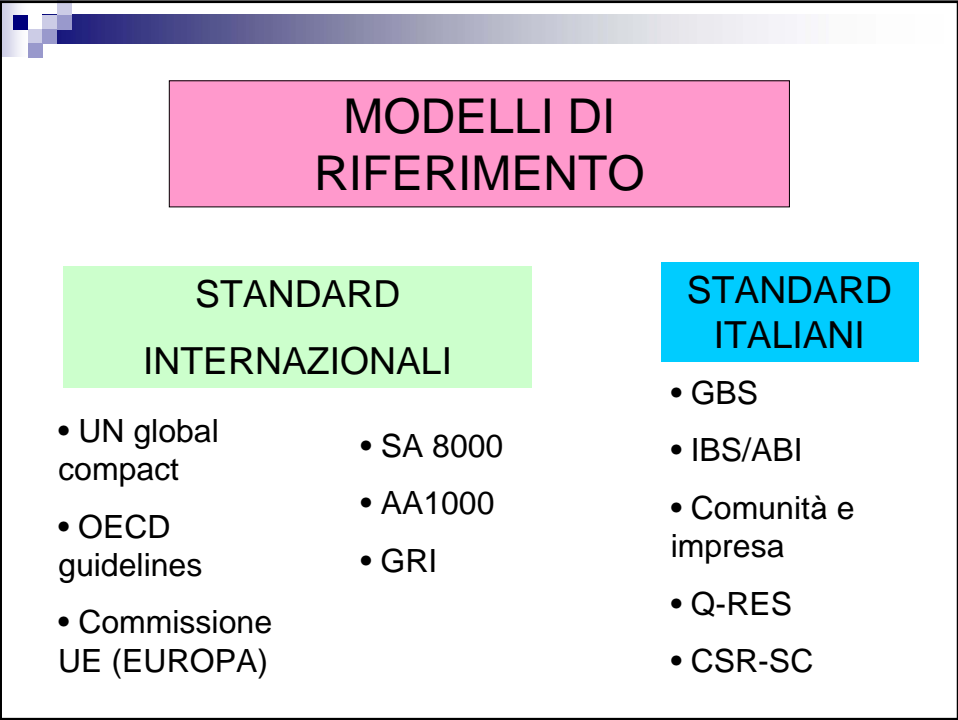 MODELLI DI
RIFERIMENTO
STANDARD
INTERNAZIONALI
• UN global
compact
• OECD
guidelines
• Commissione
UE (EUROPA)
• SA 8000
• AA1000
• GRI
STANDARD
ITALIANI
• GBS
• IBS/ABI
• Comunità e
impresa
• Q-RES
• CSR-SC